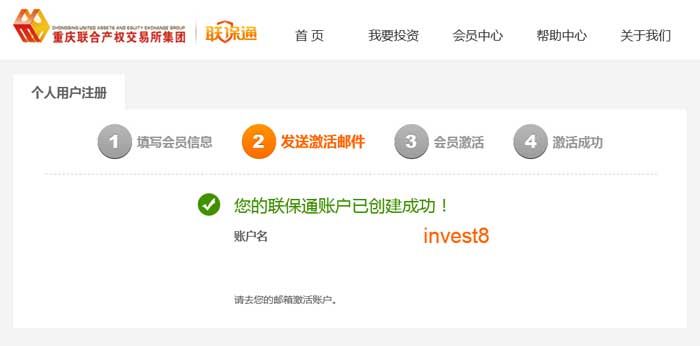 CHONGQING UNITED ASSETS AND EQUITY EXCHANGE GROUP
重庆联合产权交易所集团
联保通
首 页
我要投资
会员中心
帮助中心
关于我们
个人用户注册
1 填写会员信息
2 发送激活邮件
3 会员激活
4 激活成功
您的联保通账户已创建成功！
账户名 invest8
请去您的邮箱激活账户。